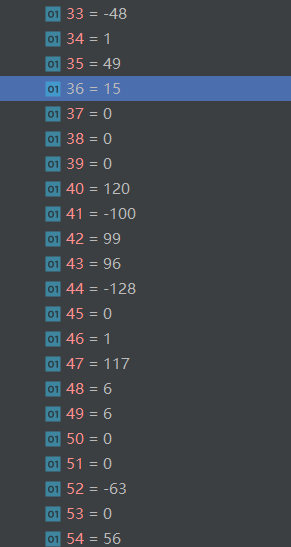 01 33 = -48
01 34 = 1
01 35 = 49
01 36 = 15
01 37 = 0
01 38 = 0
01 39 = 0
01 40 = 120
01 41 = -100
01 42 = 99
01 43 = 96
01 44 = -128
01 45 = 0
01 46 = 1
01 47 = 117
01 48 = 6
01 49 = 6
01 50 = 0
01 51 = 0
01 52 = -63
01 53 = 0
01 54 = 56